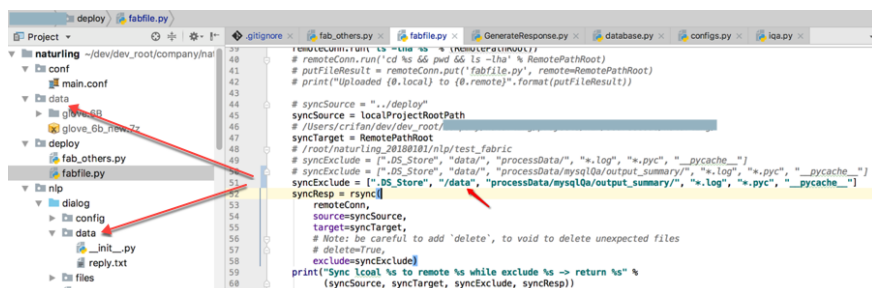 deploy fabfile.py
Project
.gitignore fab_others.py fabfile.py GenerateResponse.py database.py configs.py iqa.py
naturling ~/dev/dev_root/company/nat
conf
main.conf
data
glove.6B
glove_6b_new.7z
deploy
fab_others.py
fabfile.py
nlp
dialog
config
data
__init__.py
reply.txt
files
39 remoteConn.run('ls -lha %s' % (RemotePathRoot))
40 # remoteConn.run('cd %s && pwd && ls -lha' % RemotePathRoot)
41 # putFileResult = remoteConn.put('fabfile.py', remote=RemotePathRoot)
42 # print("Uploaded {0.local} to {0.remote}".format(putFileResult))
43
44 # syncSource = "../deploy"
45 syncSource = localProjectRootPath
46 # /Users/crifan/dev/dev_root/
47 syncTarget = RemotePathRoot
48 # /root/naturling_20180101/nlp/test_fabric
49 # syncExclude = [".DS_Store", "data/", "processData/", "*.log", "*.pyc", "__pycache__"]
50 # syncExclude = [".DS_Store", "data/", "processData/mysqlQa/output_summary/", "*.log", "*.pyc", "__pycache__"]
51 syncExclude = [".DS_Store", "/data", "processData/mysqlQa/output_summary/", "*.log", "*.pyc", "__pycache__"]
52 syncResp = rsync(
53 remoteConn,
54 source=syncSource,
55 target=syncTarget,
56 # Note: be careful to add `delete`, to void to delete unexpected files
57 # delete=True,
58 exclude=syncExclude)
59 print("Sync lcoal %s to remote %s while exclude %s -> return %s" %
60 (syncSource, syncTarget, syncExclude, syncResp))